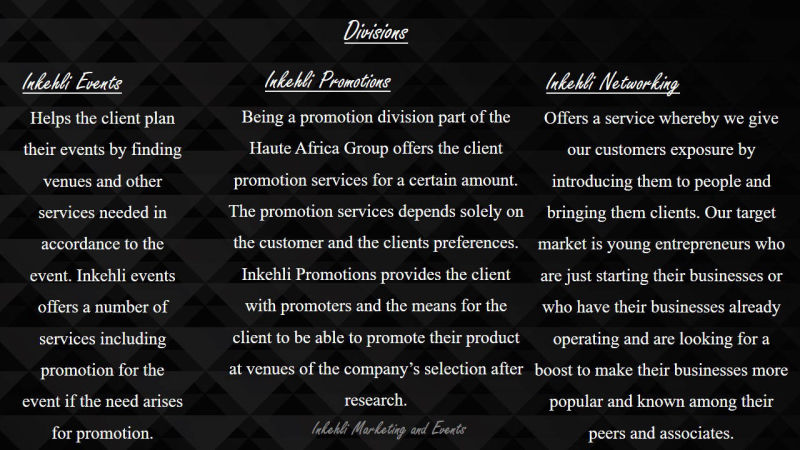 Divisions
Inkehli Events
Helps the client plan
their events by finding
venues and other
services needed in
accordance to the
event. Inkehli events
offers a number of
services including
promotion for the
event if the need arises
for promotion.
Inkehli Promotions
Being a promotion division part of the
Haute Africa Group offers the client
promotion services for a certain amount.
The promotion services depends solely on
the customer and the clients preferences.
Inkehli Promotions provides the client
with promoters and the means for the
client to be able to promote their product
at venues of the company’s selection after
research.
Inkehli Networking
Offers a service whereby we give
our customers exposure by
introducing them to people and
bringing them clients. Our target
market is young entrepreneurs who
are just starting their businesses or
who have their businesses already
operating and are looking for a
boost to make their businesses more
popular and known among their
peers and associates.
Inkehli Marketing and Events